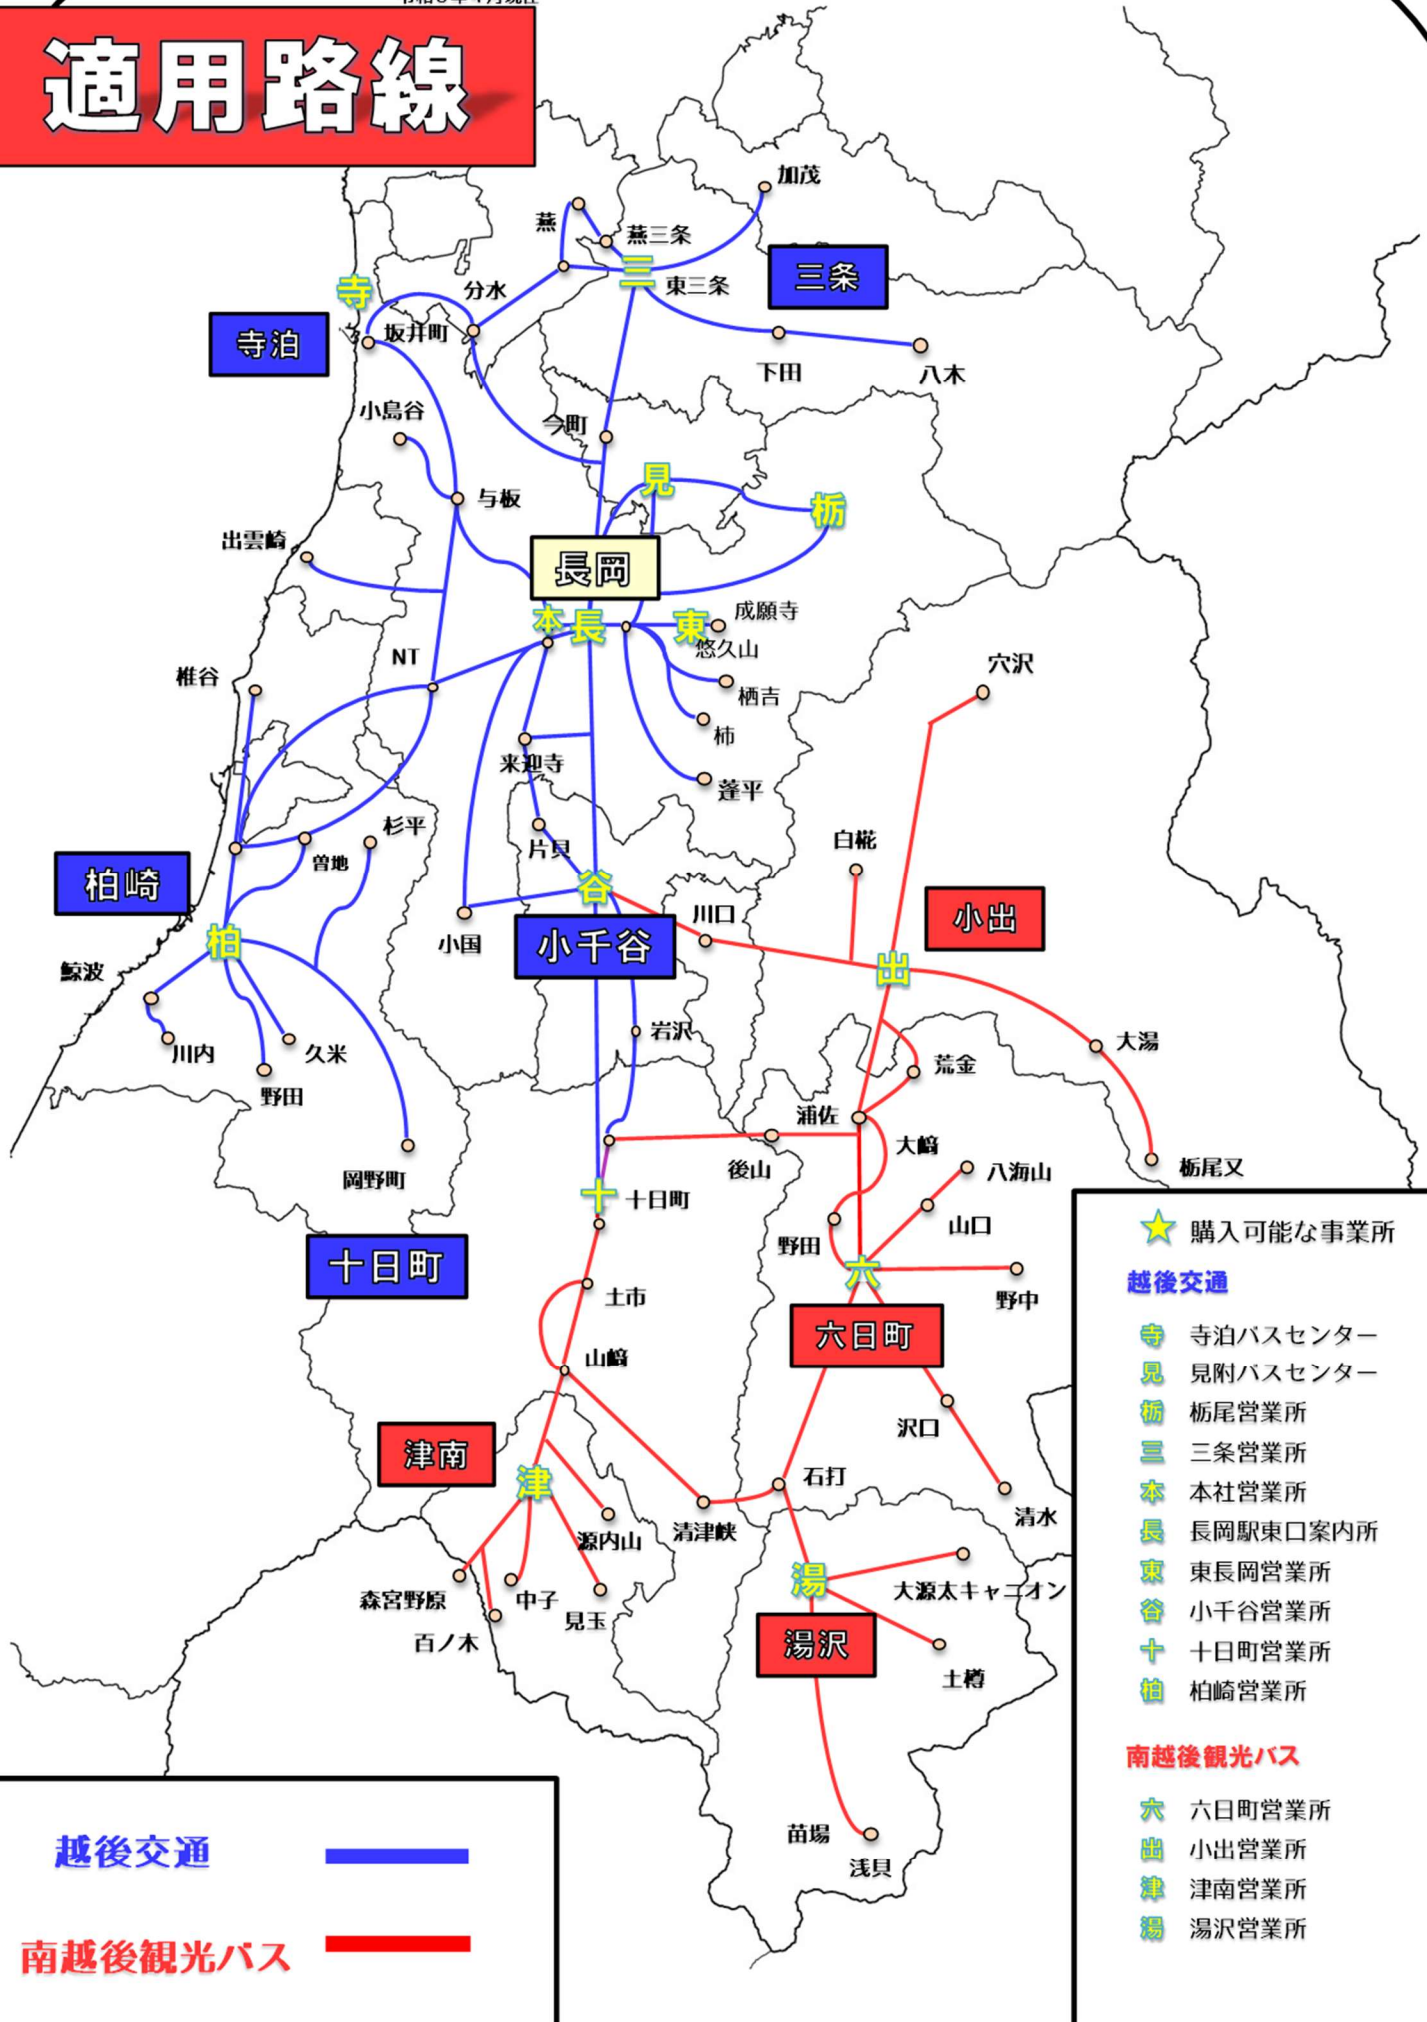 適用路線
加茂
燕
燕三条
三
東三条
三条
寺
分水
坂井町
寺泊
下田
八木
小島谷
今町
見
栃
与板
出雲崎
長岡
本
長
東
成願寺
悠久山
NT
椎谷
栖吉
穴沢
柿
来迎寺
蓬平
杉平
片貝
曽地
白椛
柏崎
谷
川口
小出
小国
小千谷
柏
出
鯨波
川内
久米
岩沢
大湯
野田
荒金
浦佐
大﨑
後山
八海山
栃尾又
岡野町
十
十日町
山口
野田
十日町
六
野中
土市
六日町
山﨑
沢口
津南
津
石打
清水
源内山
清津峡
湯
森宮野原
中子
見玉
大源太キャニオン
百ノ木
湯沢
土樽
苗場
浅貝
★ 購入可能な事業所
越後交通
寺 寺泊バスセンター
見 見附バスセンター
栃 栃尾営業所
三 三条営業所
本 本社営業所
長 長岡駅東口案内所
東 東長岡営業所
谷 小千谷営業所
十 十日町営業所
柏 柏崎営業所
南越後観光バス
六 六日町営業所
出 小出営業所
津 津南営業所
湯 湯沢営業所
越後交通
南越後観光バス